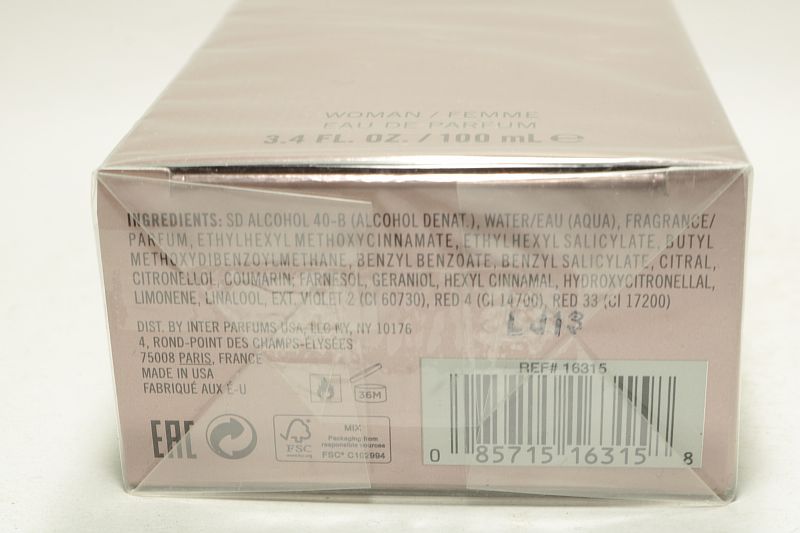 WOMAN / FEMME
EAU DE PARFUM
3.4 FL. OZ. / 100 mL ℮
INGREDIENTS: SD ALCOHOL 40-B (ALCOHOL DENAT.), WATER/EAU (AQUA), FRAGRANCE/
PARFUM, ETHYLHEXYL METHOXYCINNAMATE, ETHYLHEXYL SALICYLATE, BUTYL
METHOXYDIBENZOYLMETHANE, BENZYL BENZOATE, BENZYL SALICYLATE, CITRAL,
CITRONELLOL, COUMARIN, FARNESOL, GERANIOL, HEXYL CINNAMAL, HYDROXYCITRONELLAL,
LIMONENE, LINALOOL, EXT. VIOLET 2 (CI 60730), RED 4 (CI 14700), RED 33 (CI 17200)
DIST. BY INTER PARFUMS USA, LLC NY, NY 10176
4, ROND-POINT DES CHAMPS-ÉLYSÉES
75008 PARIS, FRANCE
MADE IN USA
FABRIQUÉ AUX É-U
36M
REF# 16315
EAC
FSC
MIX
Packaging from
responsible sources
FSC® C102994
0 85715 16315 8